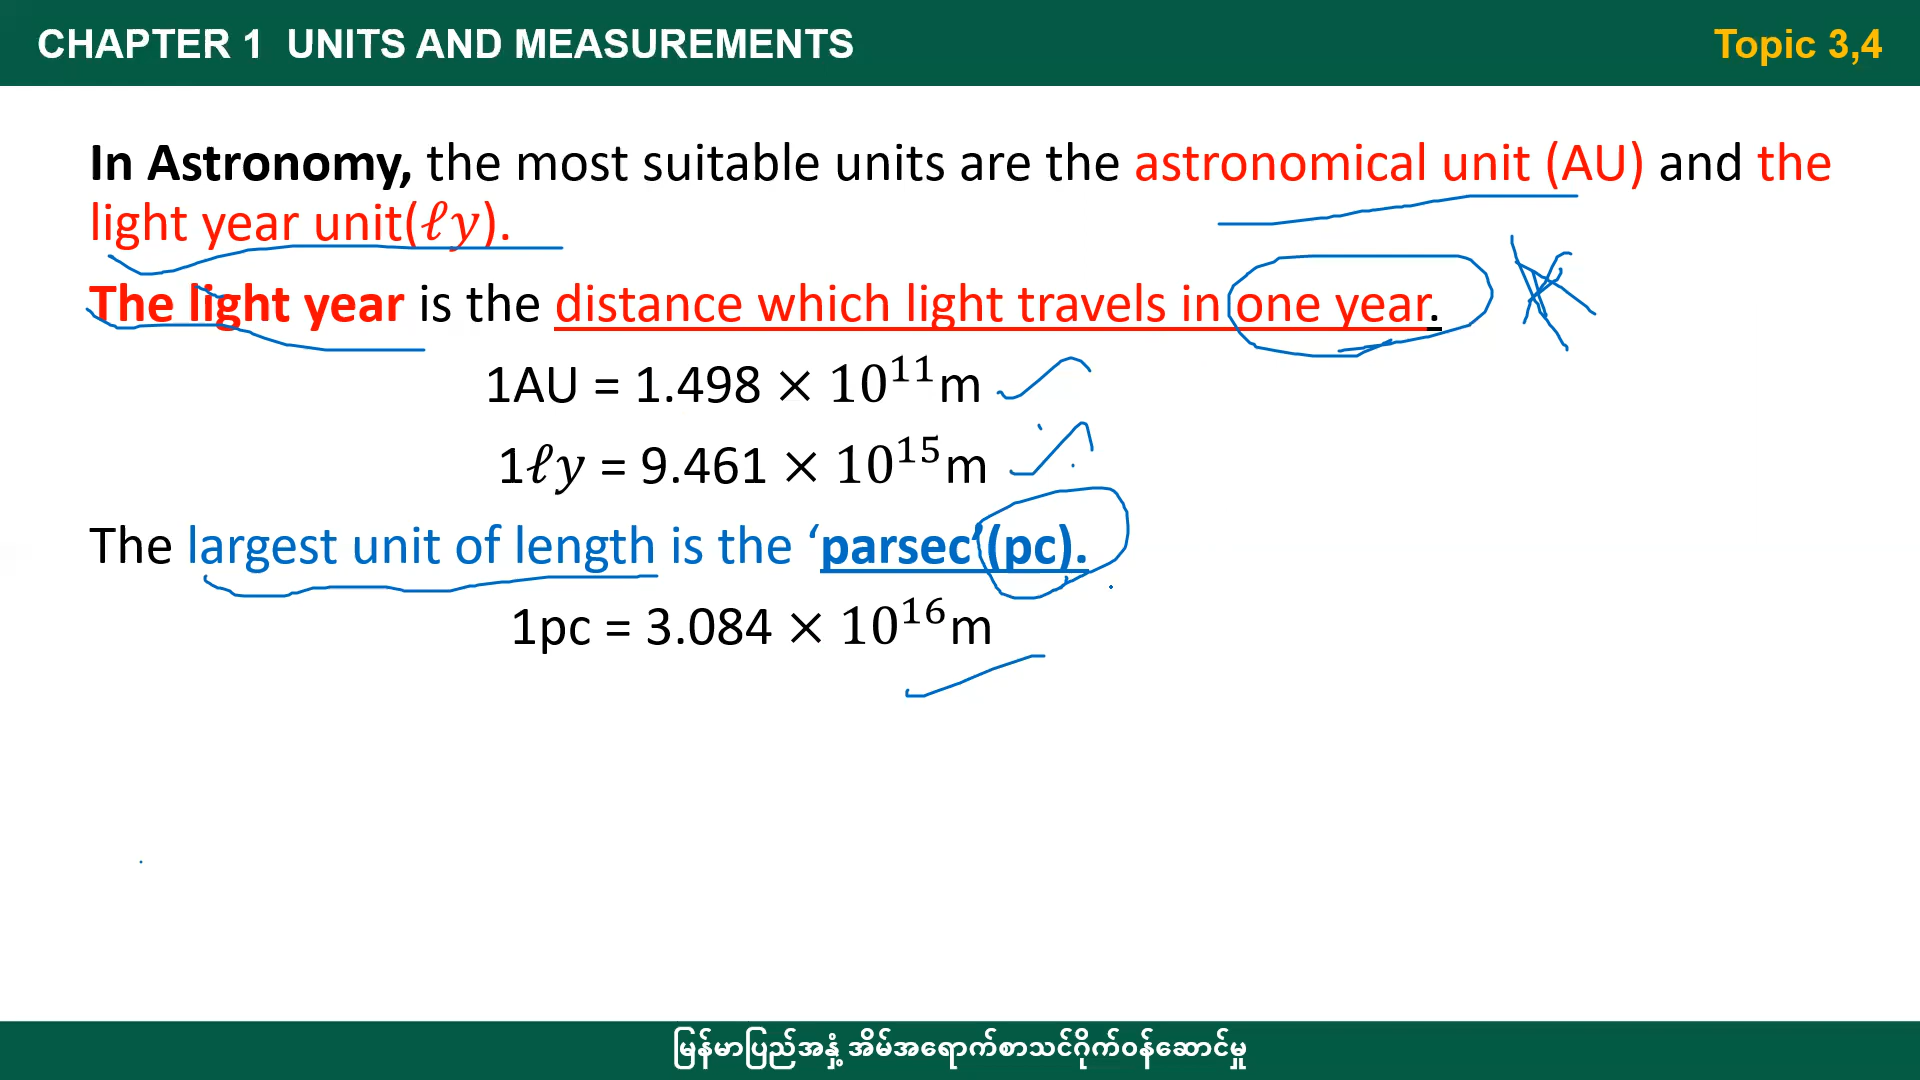 CHAPTER 1 UNITS AND MEASUREMENTS
Topic 3,4
In Astronomy, the most suitable units are the astronomical unit (AU) and the
light year unit(ℓy).
The light year is the distance which light travels in one year.
1AU = 1.498 × 10¹¹m
1ℓy = 9.461 × 10¹⁵m
The largest unit of length is the ‘parsec’(pc).
1pc = 3.084 × 10¹⁶m
မြန်မာပြည်အနှံ့ အိမ်အရောက်စာသင်ဂိုက်ဝန်ဆောင်မှု